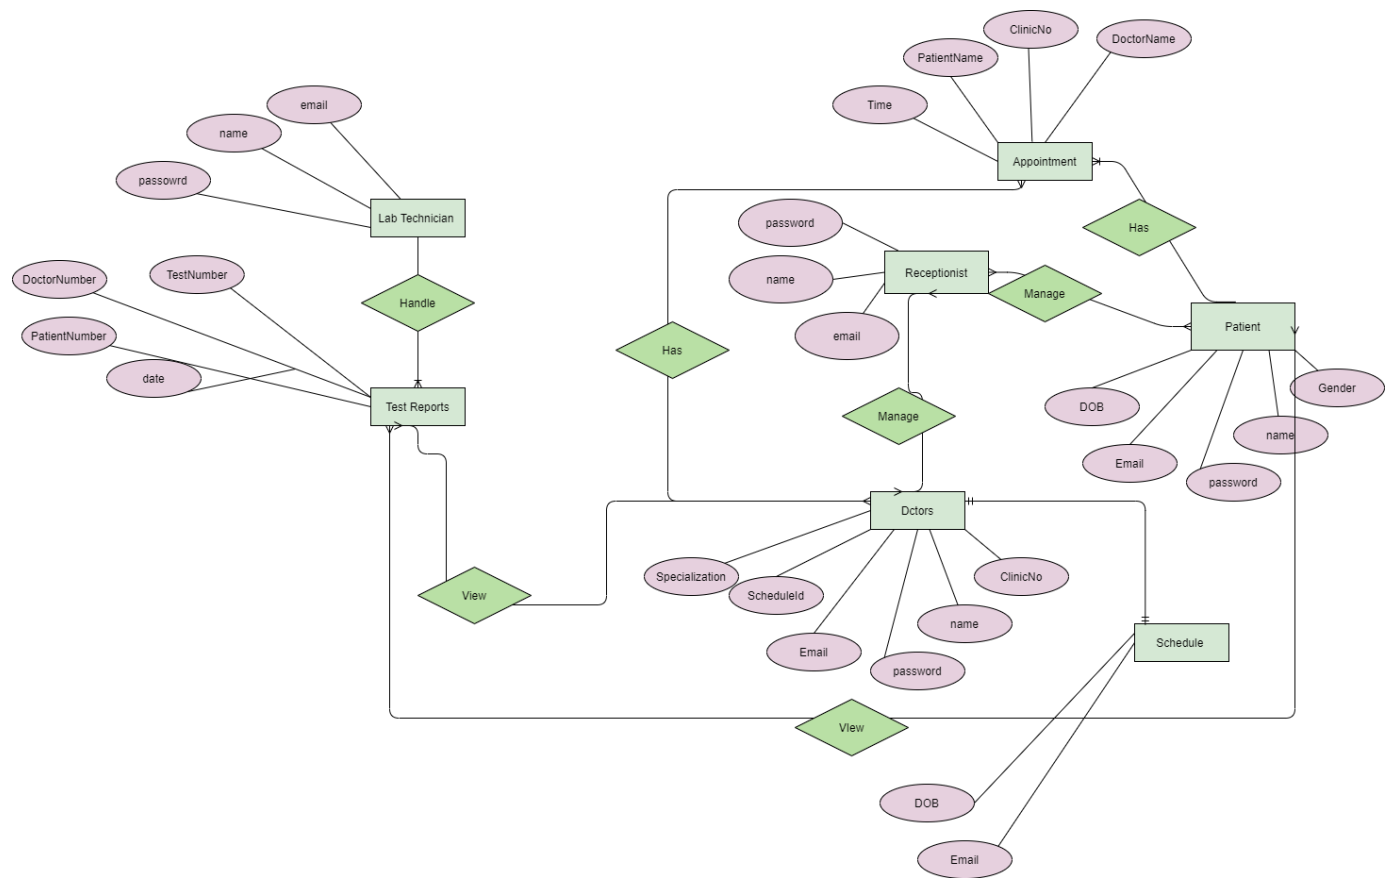 ClinicNo
DoctorName
PatientName
Time
email
name
passowrd
Appointment
Lab Technician
password
Has
Receptionist
name
Manage
DoctorNumber
TestNumber
Handle
PatientNumber
email
Patient
Has
date
Test Reports
Manage
DOB
Gender
name
Email
password
Dctors
View
Specialization
ScheduleId
ClinicNo
name
Email
password
Schedule
VIew
DOB
Email